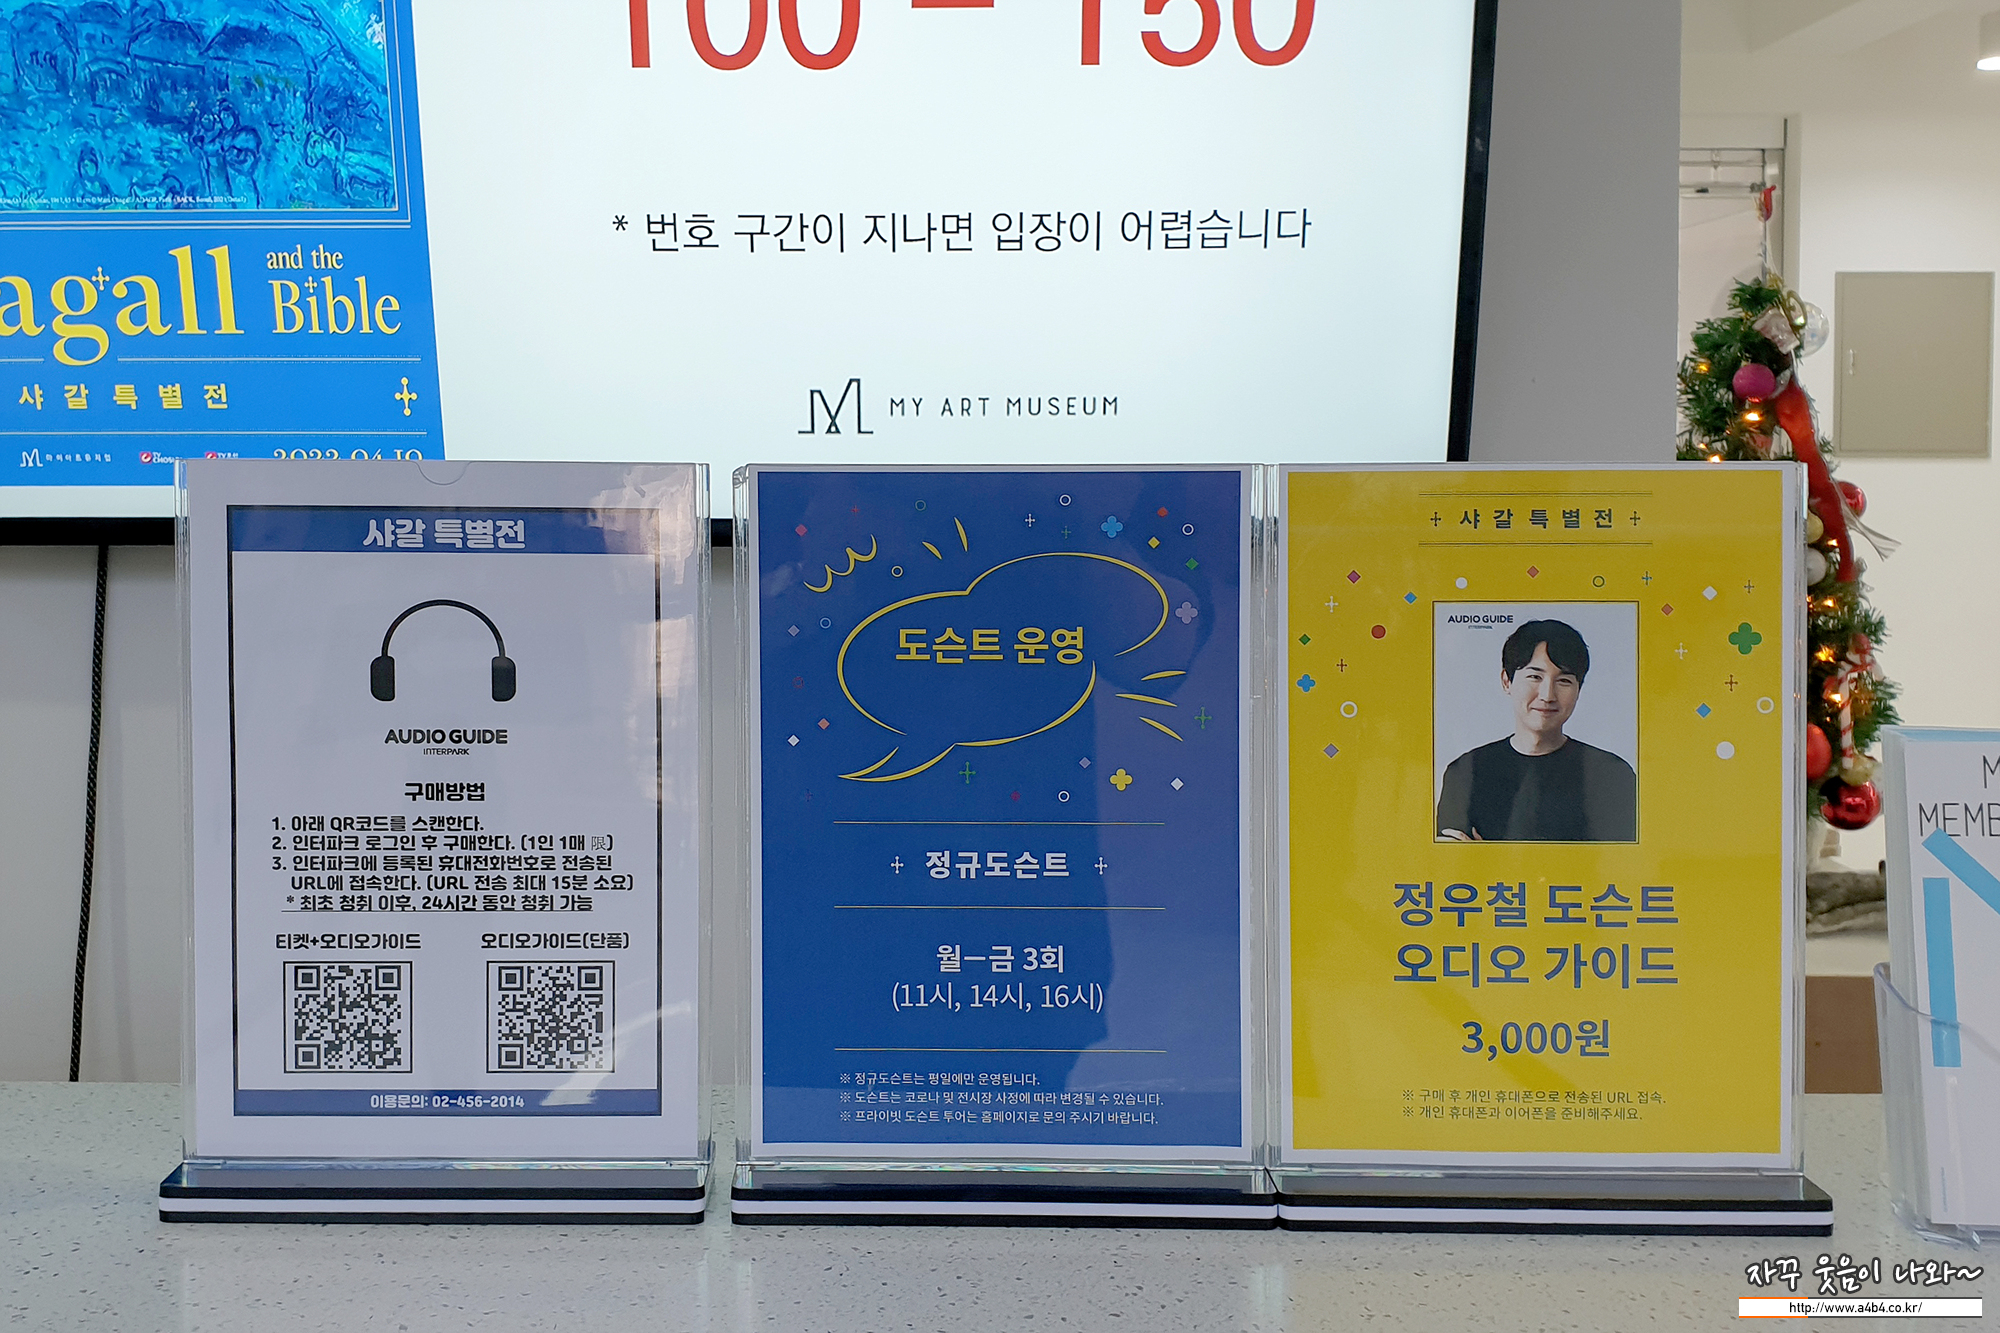 100 – 150
* 번호 구간이 지나면 입장이 어렵습니다
MY ART MUSEUM
agall
and the
Bible
샤갈특별전
마이아트뮤지엄
2022.04.10
샤갈 특별전
AUDIO GUIDE
INTERPARK
구매방법
1. 아래 QR코드를 스캔한다.
2. 인터파크 로그인 후 구매한다. (1인 1매 限)
3. 인터파크에 등록된 휴대전화번호로 전송된
URL에 접속한다. (URL 전송 최대 15분 소요)
* 최초 청취 이후, 24시간 동안 청취 가능
티켓+오디오가이드
오디오가이드(단품)
이용문의: 02-456-2014
도슨트 운영
정규도슨트
월—금 3회
(11시, 14시, 16시)
※ 정규도슨트는 평일에만 운영됩니다.
※ 도슨트는 코로나 및 전시장 사정에 따라 변경될 수 있습니다.
※ 프라이빗 도슨트 투어는 홈페이지로 문의 주시기 바랍니다.
샤갈특별전
AUDIO GUIDE
INTERPARK
정우철 도슨트
오디오 가이드
3,000원
※ 구매 후 개인 휴대폰으로 전송된 URL 접속.
※ 개인 휴대폰과 이어폰을 준비해주세요.
M
MEMB
자꾸 웃음이 나와~
http://www.a4b4.co.kr/